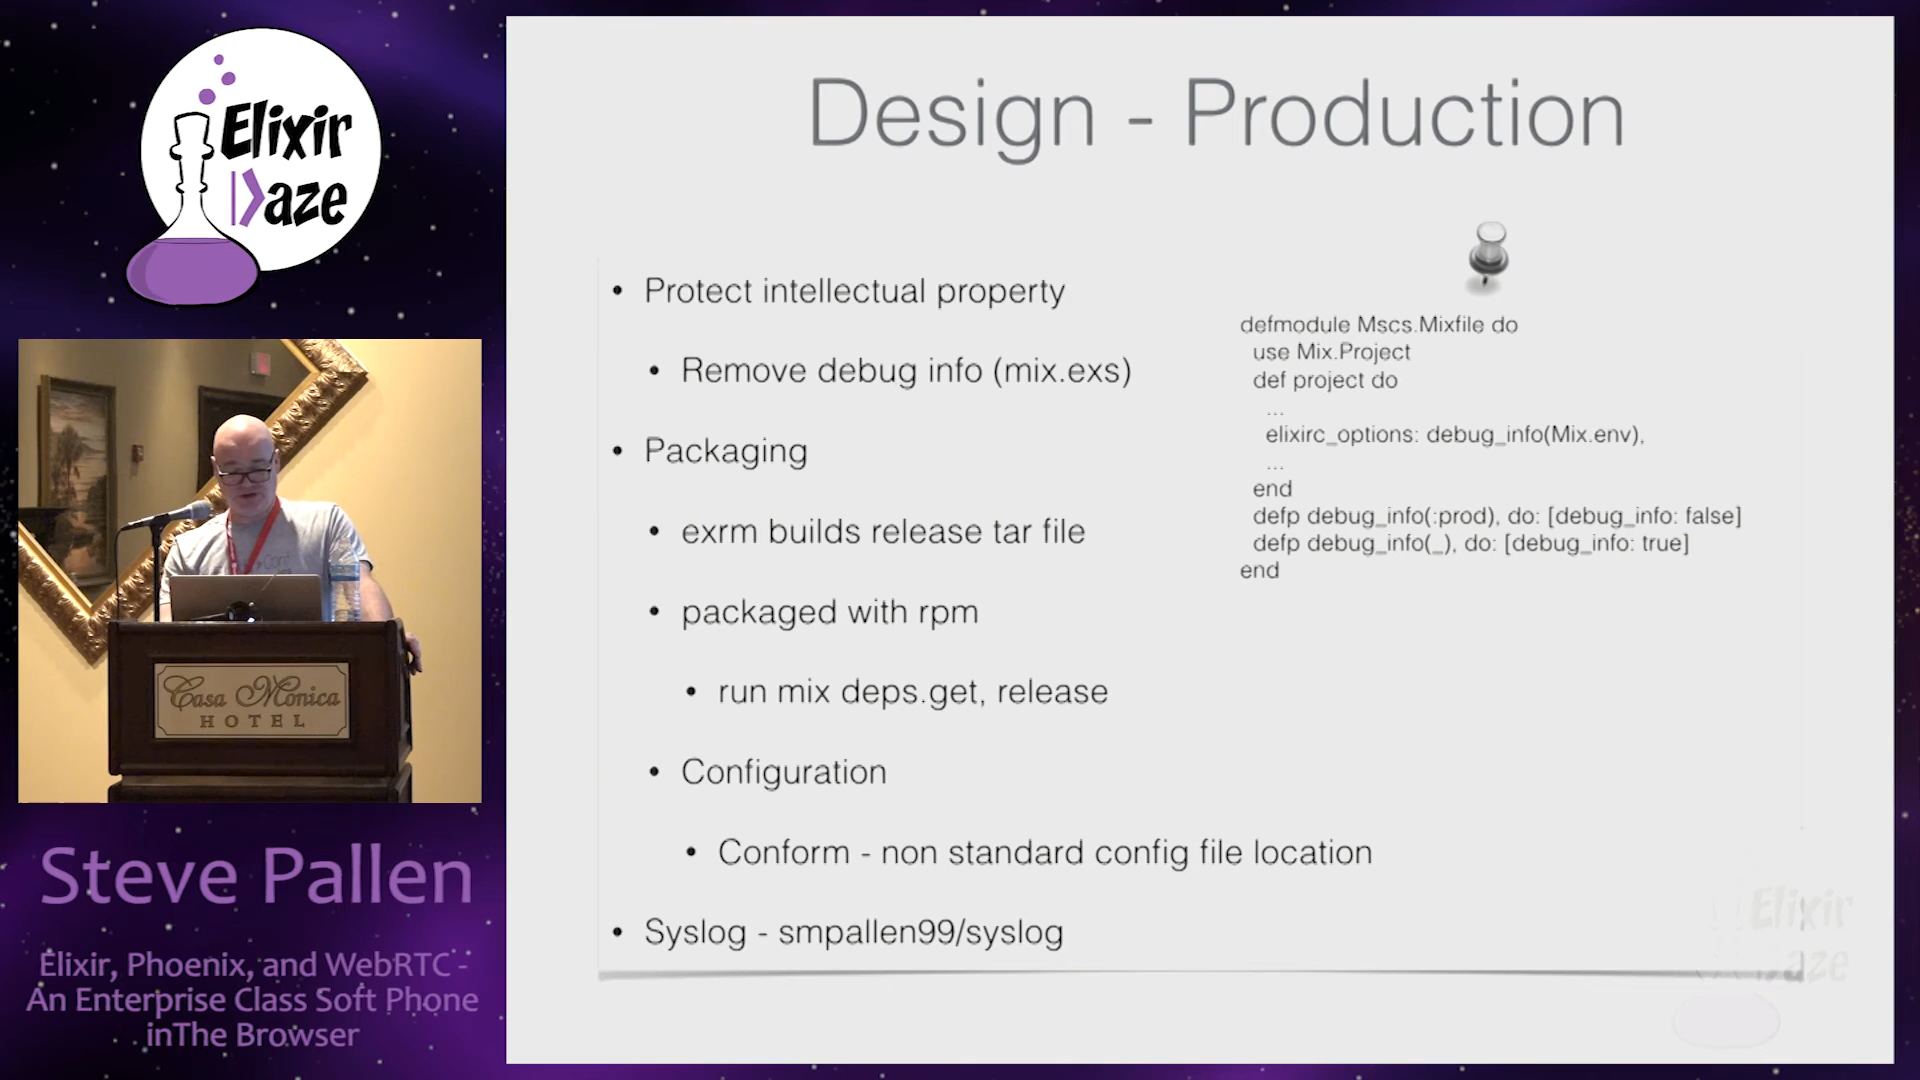 Elixir
Daze
Casa Monica
HOTEL
Steve Pallen
Elixir, Phoenix, and WebRTC -
An Enterprise Class Soft Phone
inThe Browser
Design - Production
• Protect intellectual property
• Remove debug info (mix.exs)
• Packaging
• exrm builds release tar file
• packaged with rpm
• run mix deps.get, release
• Configuration
• Conform - non standard config file location
• Syslog - smpallen99/syslog
defmodule Mscs.Mixfile do
use Mix.Project
def project do
...
elixirc_options: debug_info(Mix.env),
...
end
defp debug_info(:prod), do: [debug_info: false]
defp debug_info(_), do: [debug_info: true]
end
Elixir
Daze